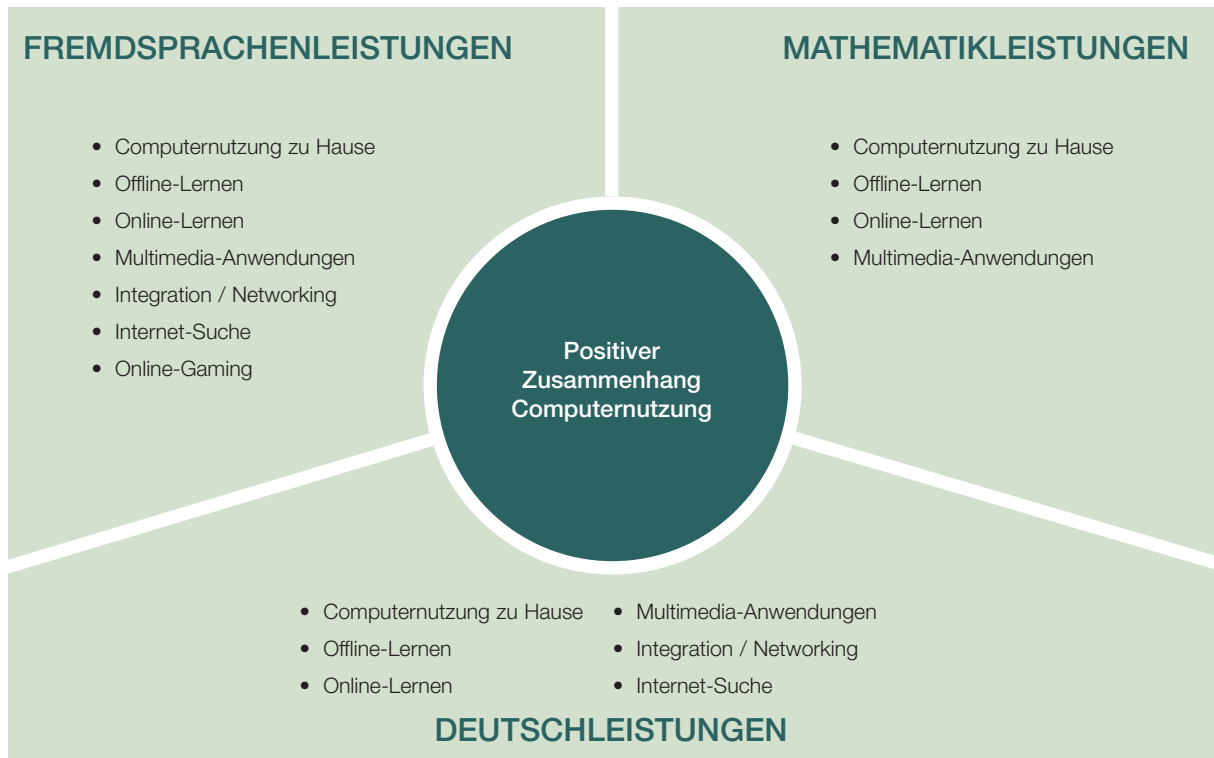 FREMDSPRACHENLEISTUNGEN
• Computernutzung zu Hause
• Offline-Lernen
• Online-Lernen
• Multimedia-Anwendungen
• Integration / Networking
• Internet-Suche
• Online-Gaming
MATHEMATIKLEISTUNGEN
• Computernutzung zu Hause
• Offline-Lernen
• Online-Lernen
• Multimedia-Anwendungen
Positiver
Zusammenhang
Computernutzung
• Computernutzung zu Hause
• Offline-Lernen
• Online-Lernen
• Multimedia-Anwendungen
• Integration / Networking
• Internet-Suche
DEUTSCHLEISTUNGEN